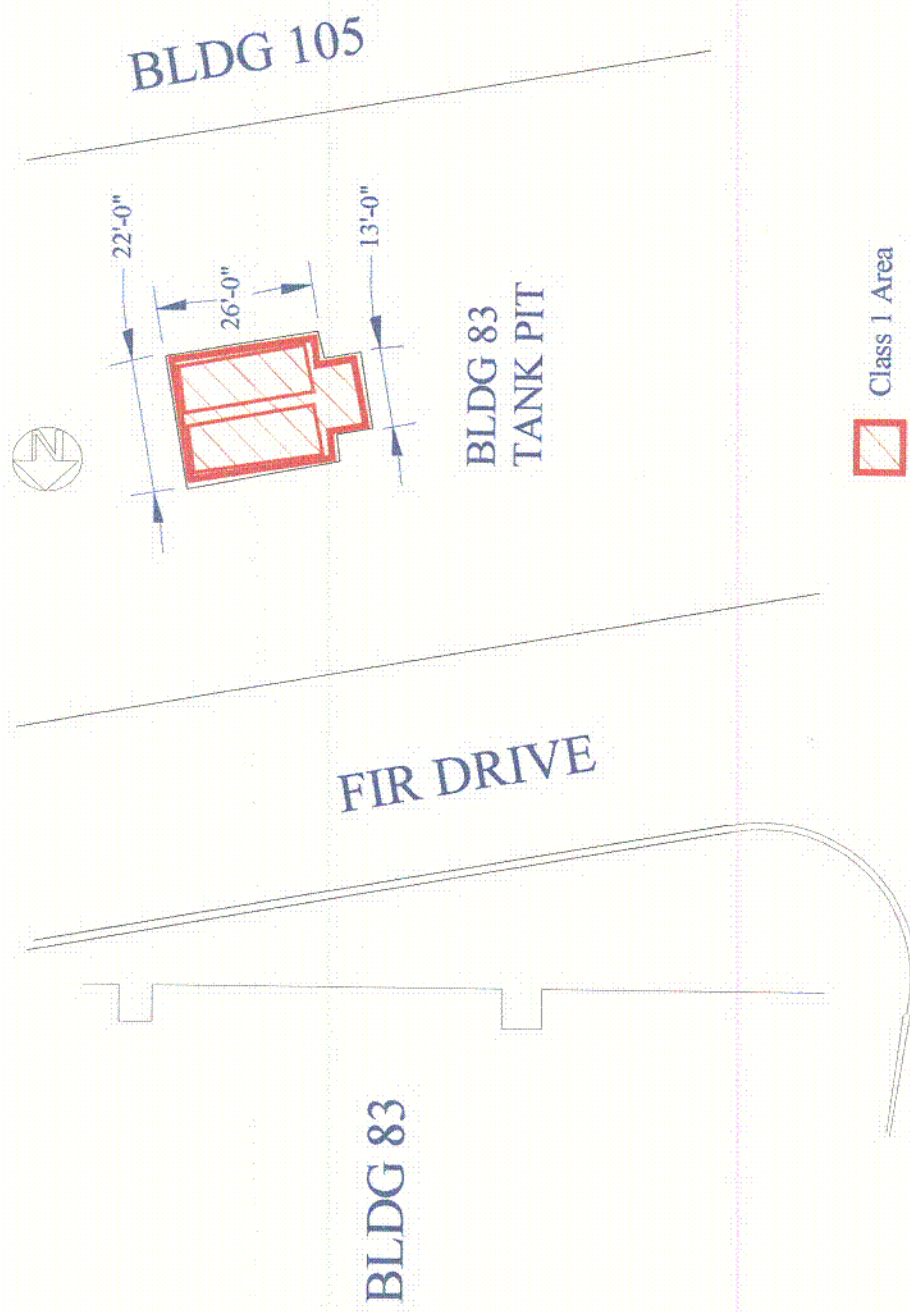 BLDG 105
22'-0"
26'-0"
13'-0"
N
BLDG 83
TANK PIT
Class 1 Area
FIR DRIVE
BLDG 83